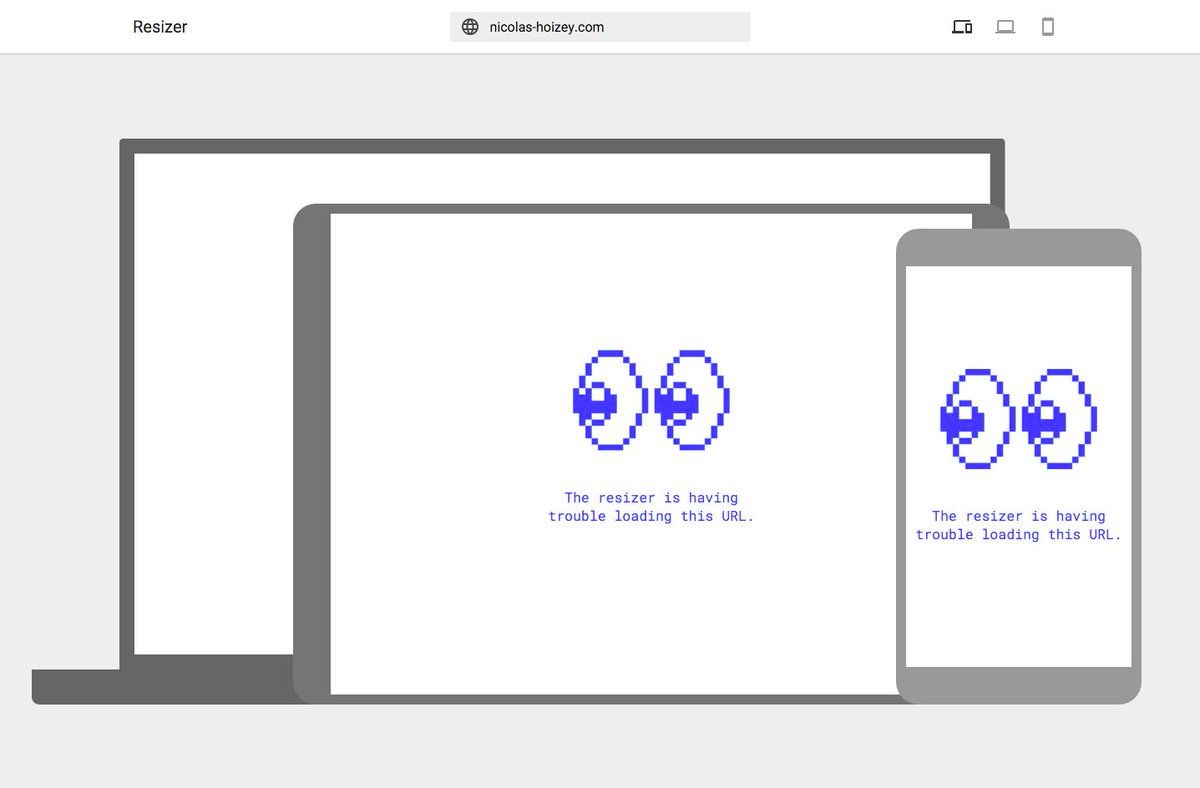 Resizer
nicolas-hoizey.com
The resizer is having
trouble loading this URL.
The resizer is having
trouble loading this URL.